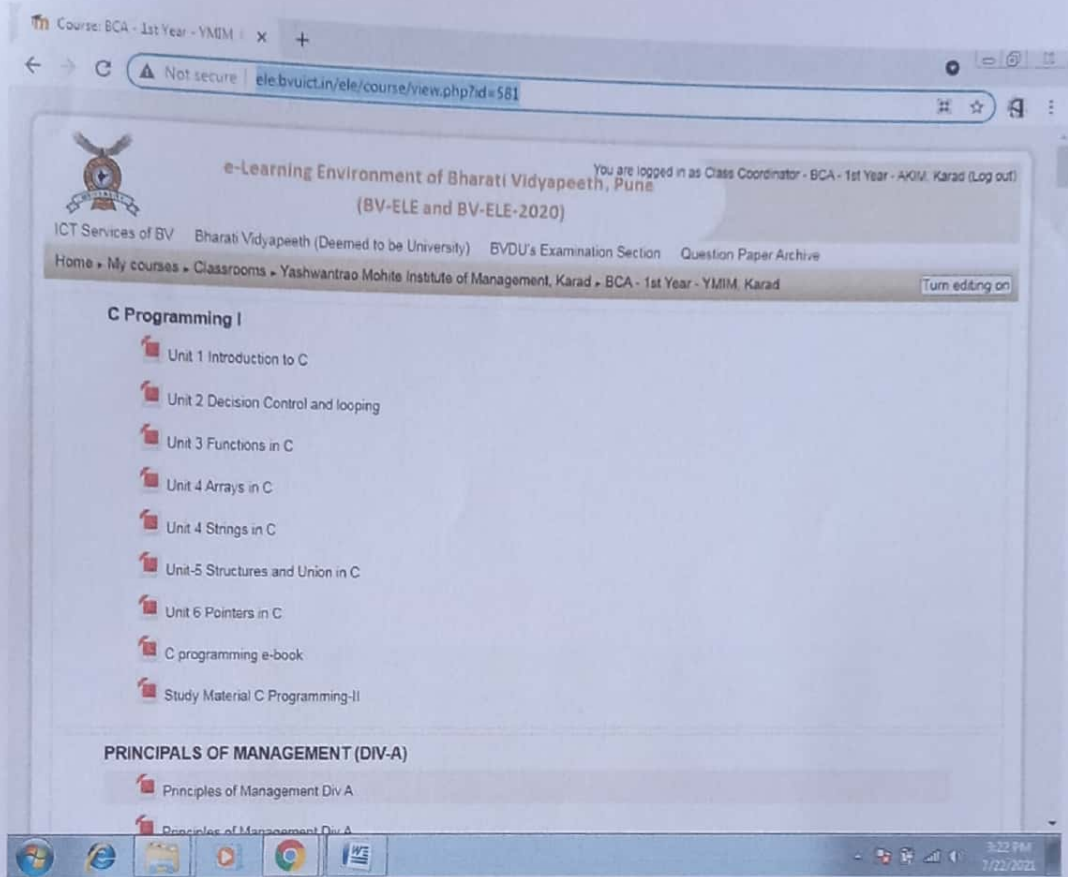 Course: BCA - 1st Year - YMIM
Not secure | ele.bvuict.in/ele/course/view.php?id=581
e-Learning Environment of Bharati Vidyapeeth, Pune
(BV-ELE and BV-ELE-2020)
You are logged in as Class Coordinator - BCA - 1st Year - AKIM, Karad (Log out)
ICT Services of BV Bharati Vidyapeeth (Deemed to be University) BVDU's Examination Section Question Paper Archive
Home ► My courses ► Classrooms ► Yashwantrao Mohite Institute of Management, Karad ► BCA - 1st Year - YMIM, Karad Turn editing on
C Programming I
Unit 1 Introduction to C
Unit 2 Decision Control and looping
Unit 3 Functions in C
Unit 4 Arrays in C
Unit 4 Strings in C
Unit-5 Structures and Union in C
Unit 6 Pointers in C
C programming e-book
Study Material C Programming-II
PRINCIPALS OF MANAGEMENT (DIV-A)
Principles of Management Div A
Principles of Management Div A
3:22 PM
7/22/2021